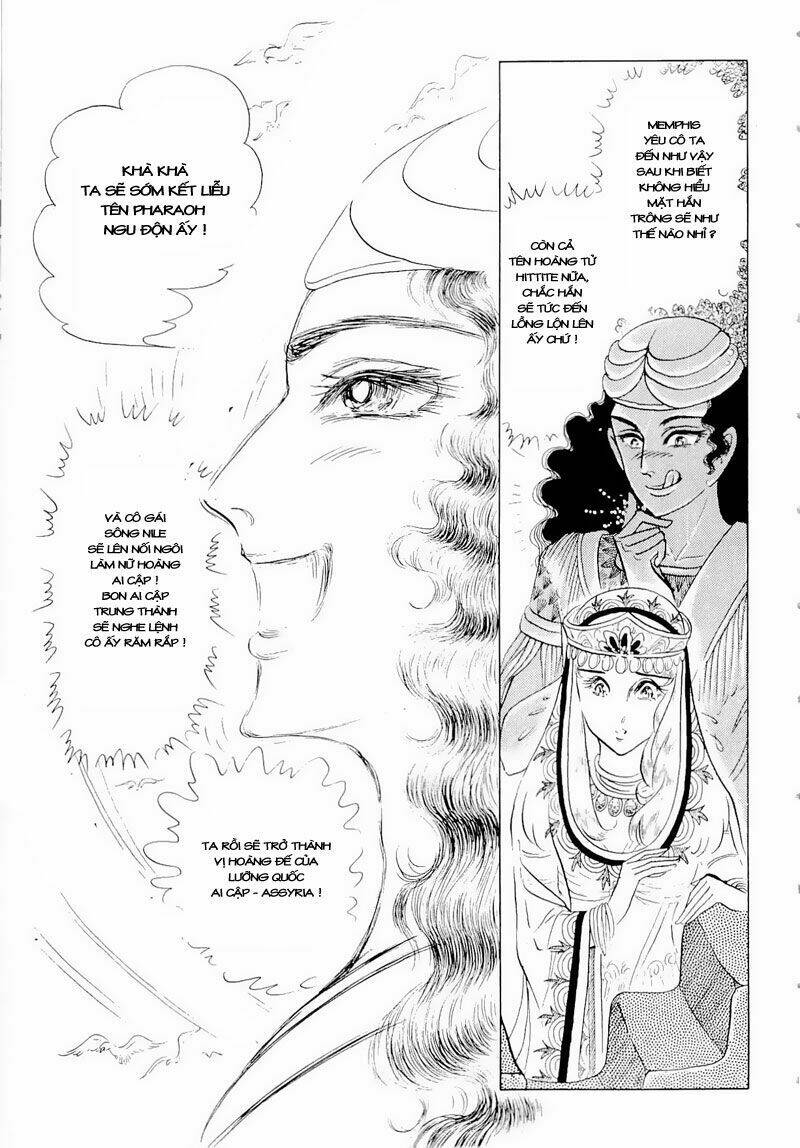 MEMPHIS
YÊU CÔ TA
ĐẾN NHƯ VẬY
SAU KHI BIẾT
KHÔNG HIỂU
MẶT HẮN
TRÔNG SẼ NHƯ
THẾ NÀO NHỈ ?
CÒN CẢ
TÊN HOÀNG TỬ
HITTITE NỮA,
CHẮC HẮN
SẼ TỨC ĐẾN
LỒNG LỘN LÊN
ẤY CHỨ !
KHÀ KHÀ
TA SẼ SỚM KẾT LIỄU
TÊN PHARAOH
NGU ĐỘN ẤY !
VÀ CÔ GÁI
SÔNG NILE
SẼ LÊN NỐI NGÔI
LÀM NỮ HOÀNG
AI CẬP !
BON AI CẬP
TRUNG THÀNH
SẼ NGHE LỆNH
CÔ ẤY RĂM RẮP !
TA RỒI SẼ TRỞ THÀNH
VỊ HOÀNG ĐẾ CỦA
LƯỠNG QUỐC
AI CẬP - ASSYRIA !